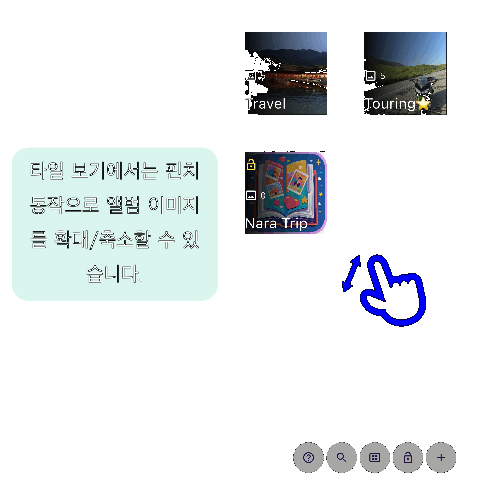 Travel
5
Touring⭐
타일 보기에서는 핀치
동작으로 앨범 이미지
를 확대/축소할 수 있
습니다.
6
Nara Trip